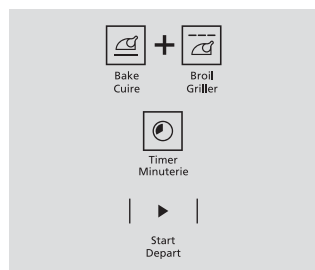 Bake
Cuire
Broil
Griller
Timer
Minuterie
Start
Depart